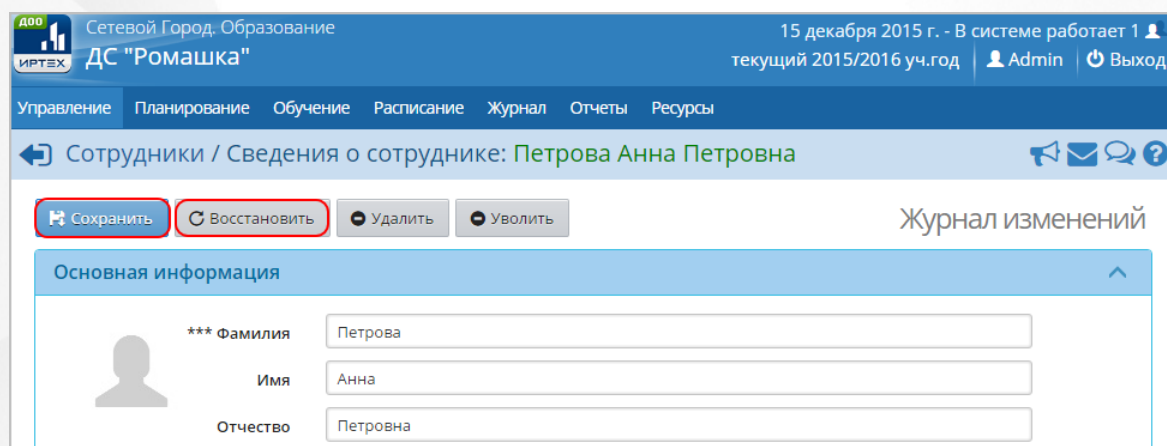 ДОО
ИРТЕХ
Сетевой Город. Образование
ДС "Ромашка"
15 декабря 2015 г. - В системе работает 1
текущий 2015/2016 уч.год Admin Выход
Управление Планирование Обучение Расписание Журнал Отчеты Ресурсы
Сотрудники / Сведения о сотруднике: Петрова Анна Петровна
Сохранить Восстановить Удалить Уволить Журнал изменений
Основная информация
*** Фамилия Петрова
Имя Анна
Отчество Петровна